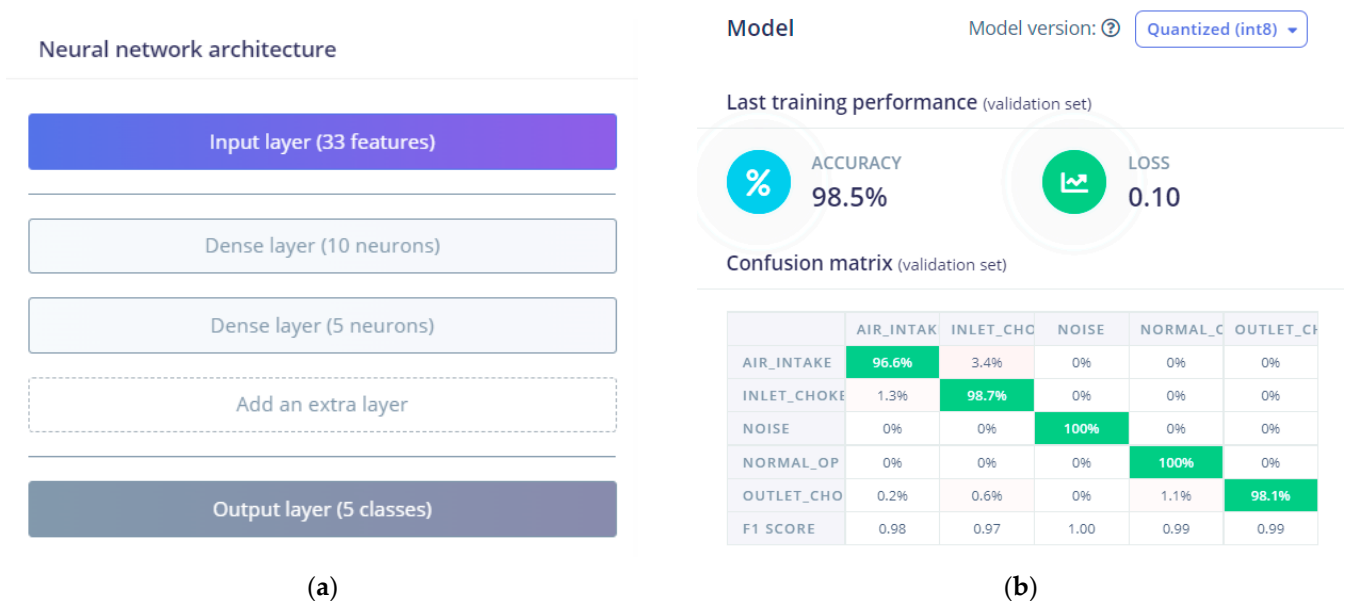 Neural network architecture
Input layer (33 features)
Dense layer (10 neurons)
Dense layer (5 neurons)
Add an extra layer
Output layer (5 classes)
(a)
Model Model version: ? Quantized (int8)
Last training performance (validation set)
% ACCURACY 98.5% LOSS 0.10
Confusion matrix (validation set)
AIR_INTAK INLET_CHO NOISE NORMAL_C OUTLET_CH
AIR_INTAKE 96.6% 3.4% 0% 0% 0%
INLET_CHOKE 1.3% 98.7% 0% 0% 0%
NOISE 0% 0% 100% 0% 0%
NORMAL_OP 0% 0% 0% 100% 0%
OUTLET_CHO 0.2% 0.6% 0% 1.1% 98.1%
F1 SCORE 0.98 0.97 1.00 0.99 0.99
(b)